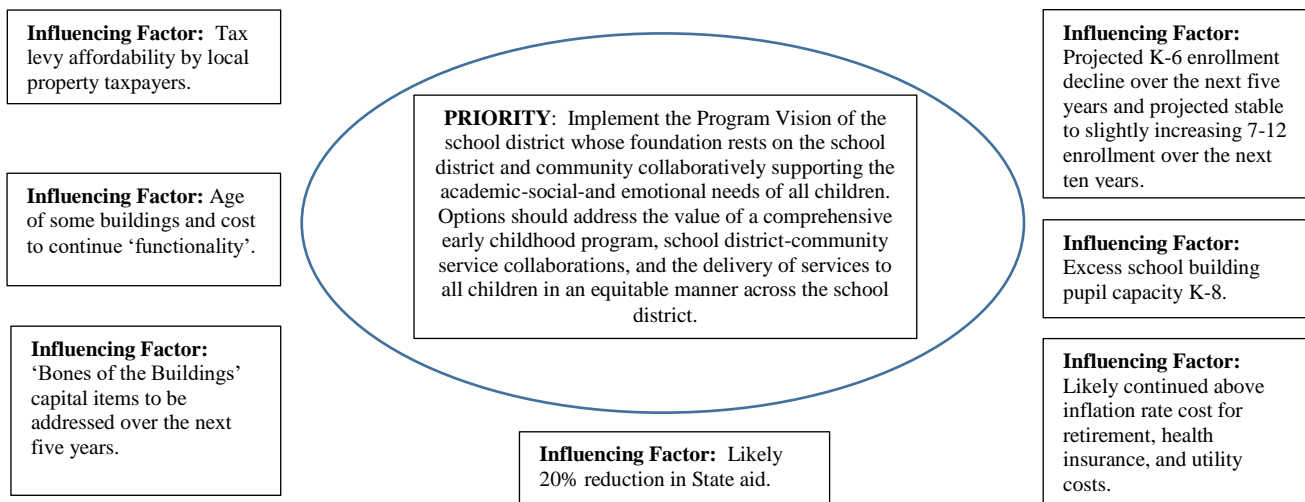 Influencing Factor: Tax
levy affordability by local
property taxpayers.
Influencing Factor: Age
of some buildings and cost
to continue ‘functionality’.
Influencing Factor:
‘Bones of the Buildings’
capital items to be
addressed over the next
five years.
PRIORITY: Implement the Program Vision of the
school district whose foundation rests on the school
district and community collaboratively supporting the
academic-social-and emotional needs of all children.
Options should address the value of a comprehensive
early childhood program, school district-community
service collaborations, and the delivery of services to
all children in an equitable manner across the school
district.
Influencing Factor: Likely
20% reduction in State aid.
Influencing Factor:
Projected K-6 enrollment
decline over the next five
years and projected stable
to slightly increasing 7-12
enrollment over the next
ten years.
Influencing Factor:
Excess school building
pupil capacity K-8.
Influencing Factor:
Likely continued above
inflation rate cost for
retirement, health
insurance, and utility
costs.